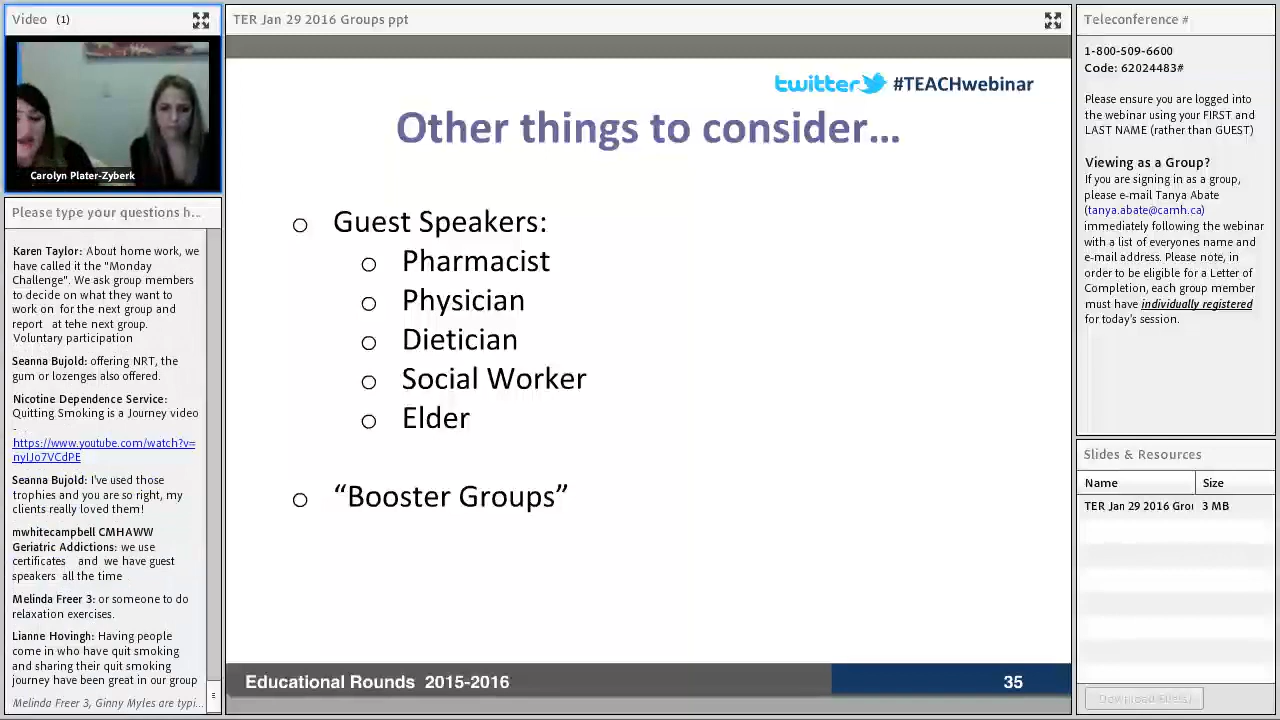 Video (1)
Carolyn Plater-Zyberk
Please type your questions h...
Karen Taylor: About home work, we
have called it the "Monday
Challenge". We ask group members
to decide on what they want to
work on for the next group and
report at tehe next group.
Voluntary participation
Seanna Bujold: offering NRT, the
gum or lozenges also offered.
Nicotine Dependence Service:
Quitting Smoking is a Journey video
-
https://www.youtube.com/watch?v=
nyIJo7VCdPE
Seanna Bujold: I've used those
trophies and you are so right, my
clients really loved them!
mwhitecampbell CMHAWW
Geriatric Addictions: we use
certificates and we have guest
speakers all the time
Melinda Freer 3: or someone to do
relaxation exercises.
Lianne Hovingh: Having people
come in who have quit smoking
and sharing their quit smoking
journey have been great in our group
Melinda Freer 3, Ginny Myles are typi...
TER Jan 29 2016 Groups ppt
twitter #TEACHwebinar
Other things to consider…
o Guest Speakers:
o Pharmacist
o Physician
o Dietician
o Social Worker
o Elder
o “Booster Groups”
Educational Rounds 2015-2016
35
Teleconference #
1-800-509-6600
Code: 62024483#
Please ensure you are logged into
the webinar using your FIRST and
LAST NAME (rather than GUEST)
Viewing as a Group?
If you are signing in as a group,
please e-mail Tanya Abate
(tanya.abate@camh.ca)
immediately following the webinar
with a list of everyones name and
e-mail address. Please note, in
order to be eligible for a Letter of
Completion, each group member
must have individually registered
for today's session.
Slides & Resources
Name Size
TER Jan 29 2016 Grou 3 MB
Download File(s)